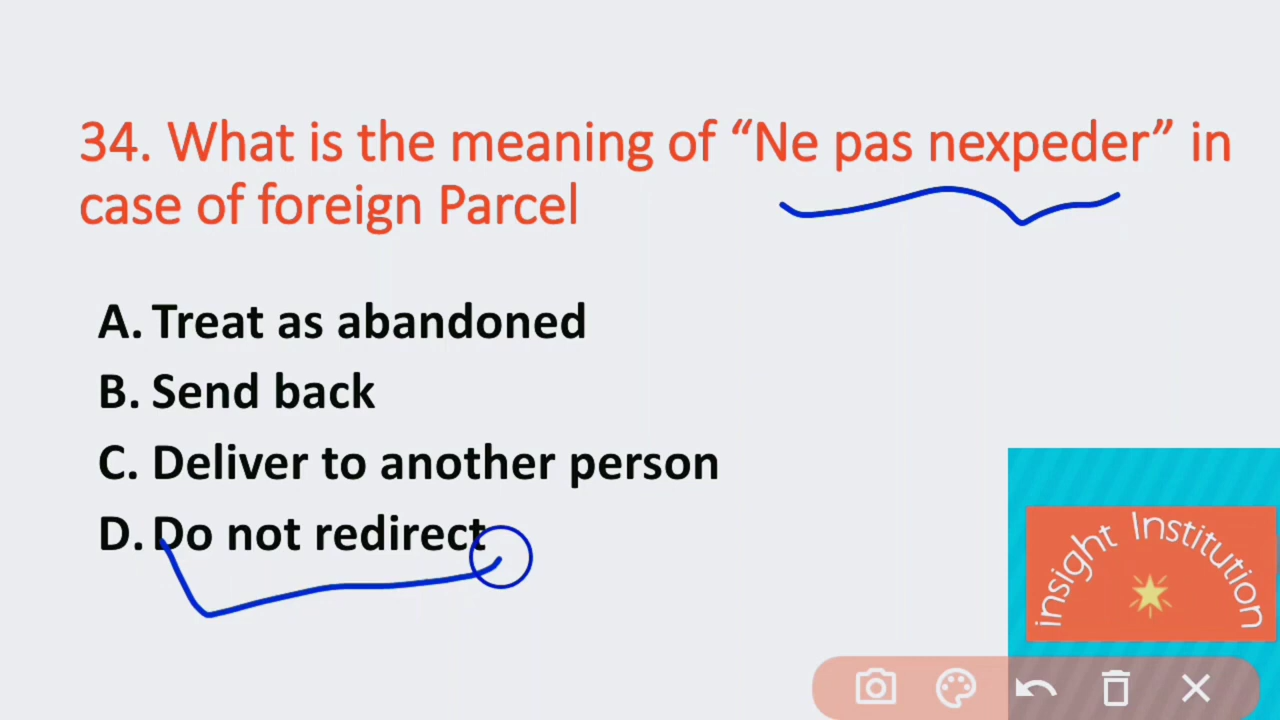 34. What is the meaning of “Ne pas nexpeder” in
case of foreign Parcel
A. Treat as abandoned
B. Send back
C. Deliver to another person
D. Do not redirect
insight Institution